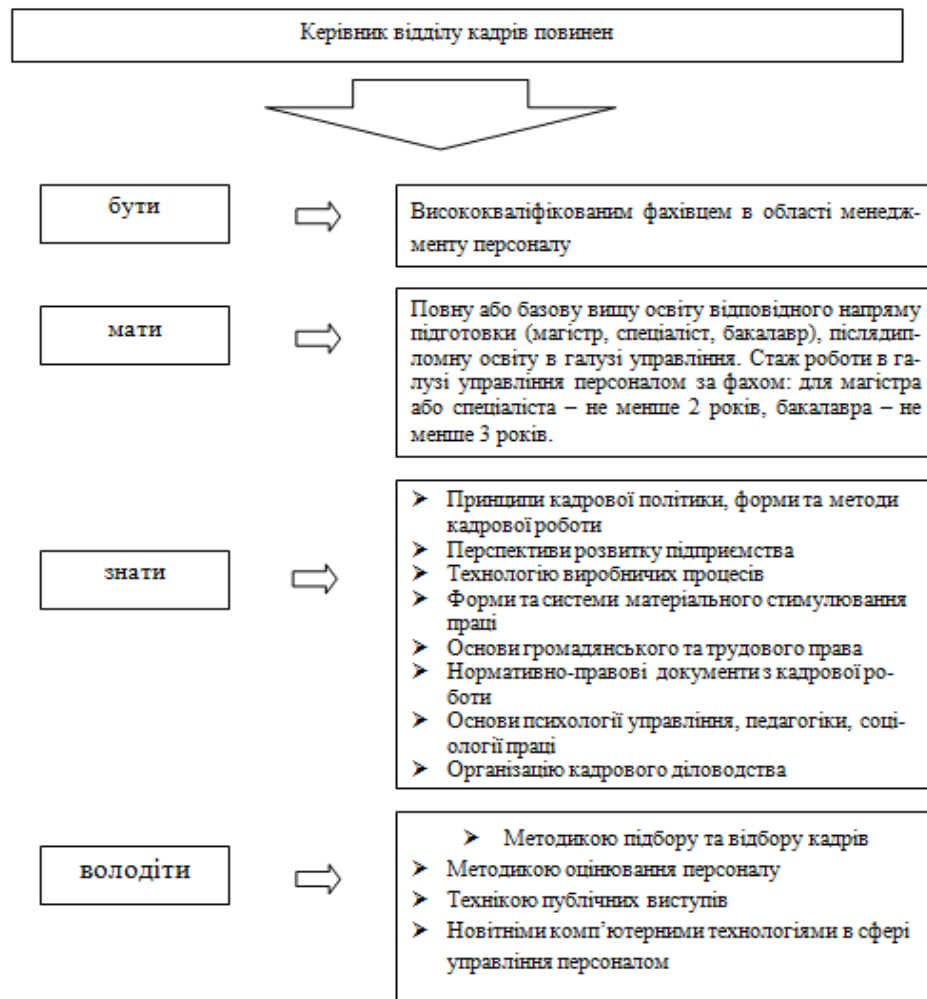 Керівник відділу кадрів повинен
бути
Висококваліфікованим фахівцем в області менедж-
менту персоналу
мати
Повну або базову вищу освіту відповідного напряму
підготовки (магістр, спеціаліст, бакалавр), післядип-
ломну освіту в галузі управління. Стаж роботи в га-
лузі управління персоналом за фахом: для магістра
або спеціаліста – не менше 2 років, бакалавра – не
менше 3 років.
знати
➢ Принципи кадрової політики, форми та методи
кадрової роботи
➢ Перспективи розвитку підприємства
➢ Технологію виробничих процесів
➢ Форми та системи матеріального стимулювання
праці
➢ Основи громадянського та трудового права
➢ Нормативно-правові документи з кадрової ро-
боти
➢ Основи психології управління, педагогіки, соці-
ології праці
➢ Організацію кадрового діловодства
володіти
➢ Методикою підбору та відбору кадрів
➢ Методикою оцінювання персоналу
➢ Технікою публічних виступів
➢ Новітніми комп’ютерними технологіями в сфері
управління персоналом